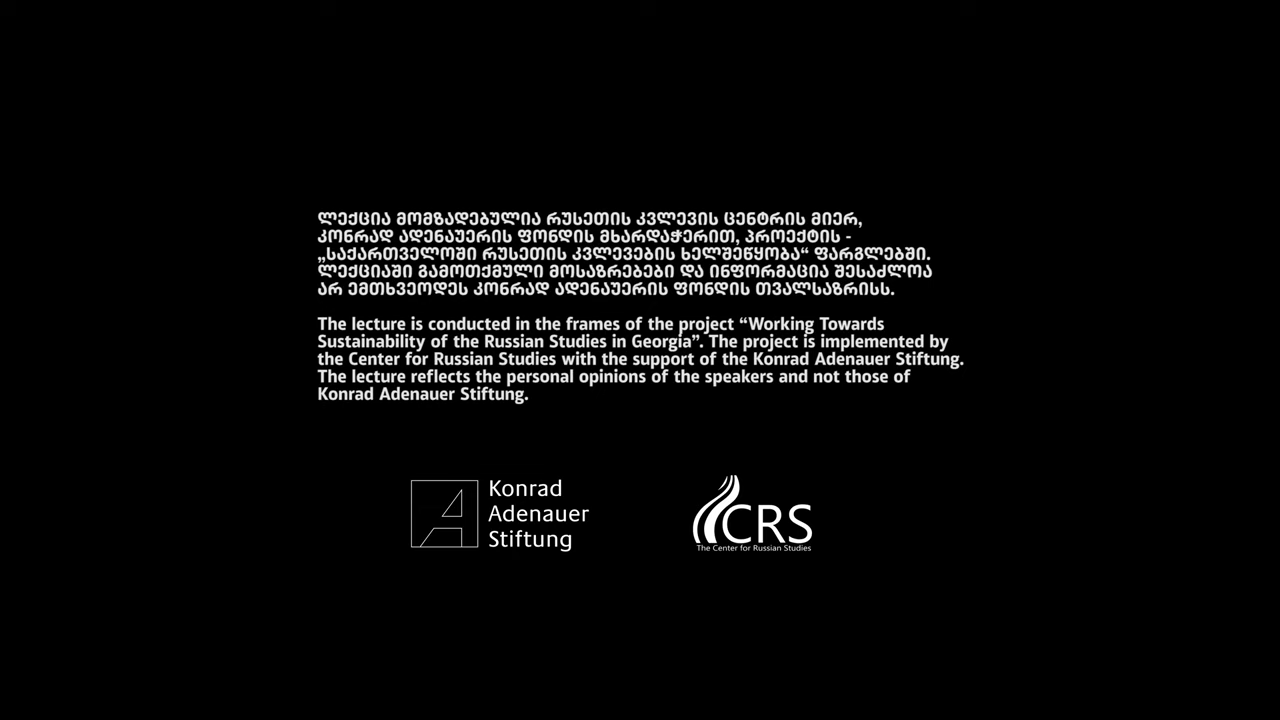 ლექცია მომზადებულია რუსეთის კვლევის ცენტრის მიერ,
კონრად ადენაუერის ფონდის მხარდაჭერით, პროექტის -
„საქართველოში რუსეთის კვლევების ხელშეწყობა“ ფარგლებში.
ლექციაში გამოთქმული მოსაზრებები და ინფორმაცია შესაძლოა
არ ემთხვეოდეს კონრად ადენაუერის ფონდის თვალსაზრისს.
The lecture is conducted in the frames of the project “Working Towards
Sustainability of the Russian Studies in Georgia”. The project is implemented by
the Center for Russian Studies with the support of the Konrad Adenauer Stiftung.
The lecture reflects the personal opinions of the speakers and not those of
Konrad Adenauer Stiftung.
Konrad
Adenauer
Stiftung
CRS
The Center for Russian Studies